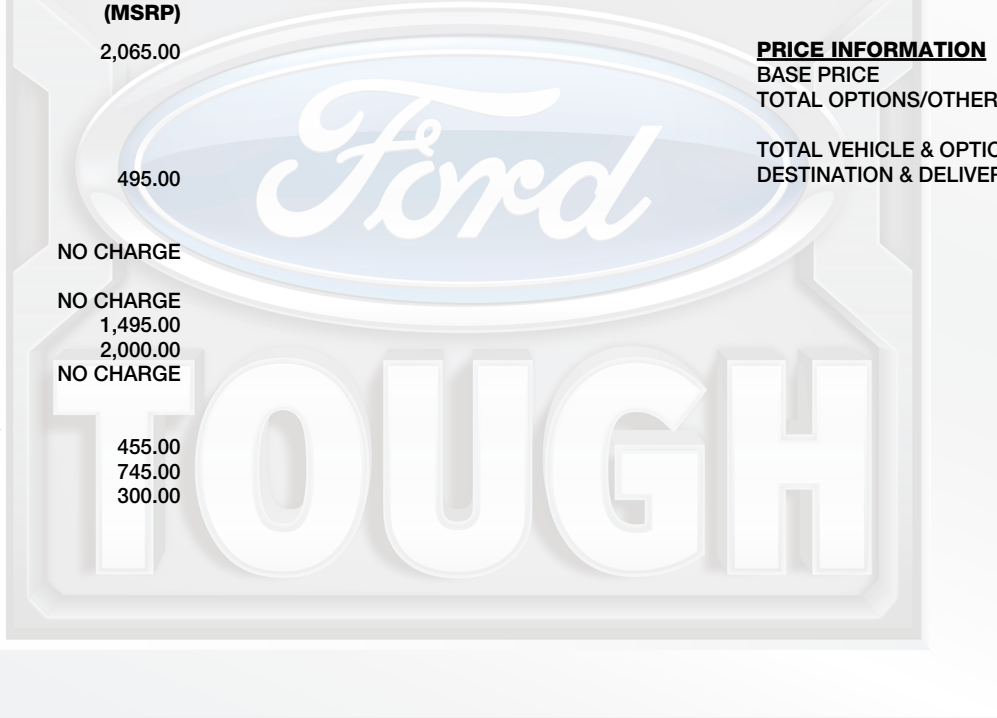 (MSRP)
2,065.00
495.00
NO CHARGE
NO CHARGE
1,495.00
2,000.00
NO CHARGE
455.00
745.00
300.00
PRICE INFORMATION
BASE PRICE
TOTAL OPTIONS/OTHER
TOTAL VEHICLE & OPTIO
DESTINATION & DELIVER
Ford
TOUGH